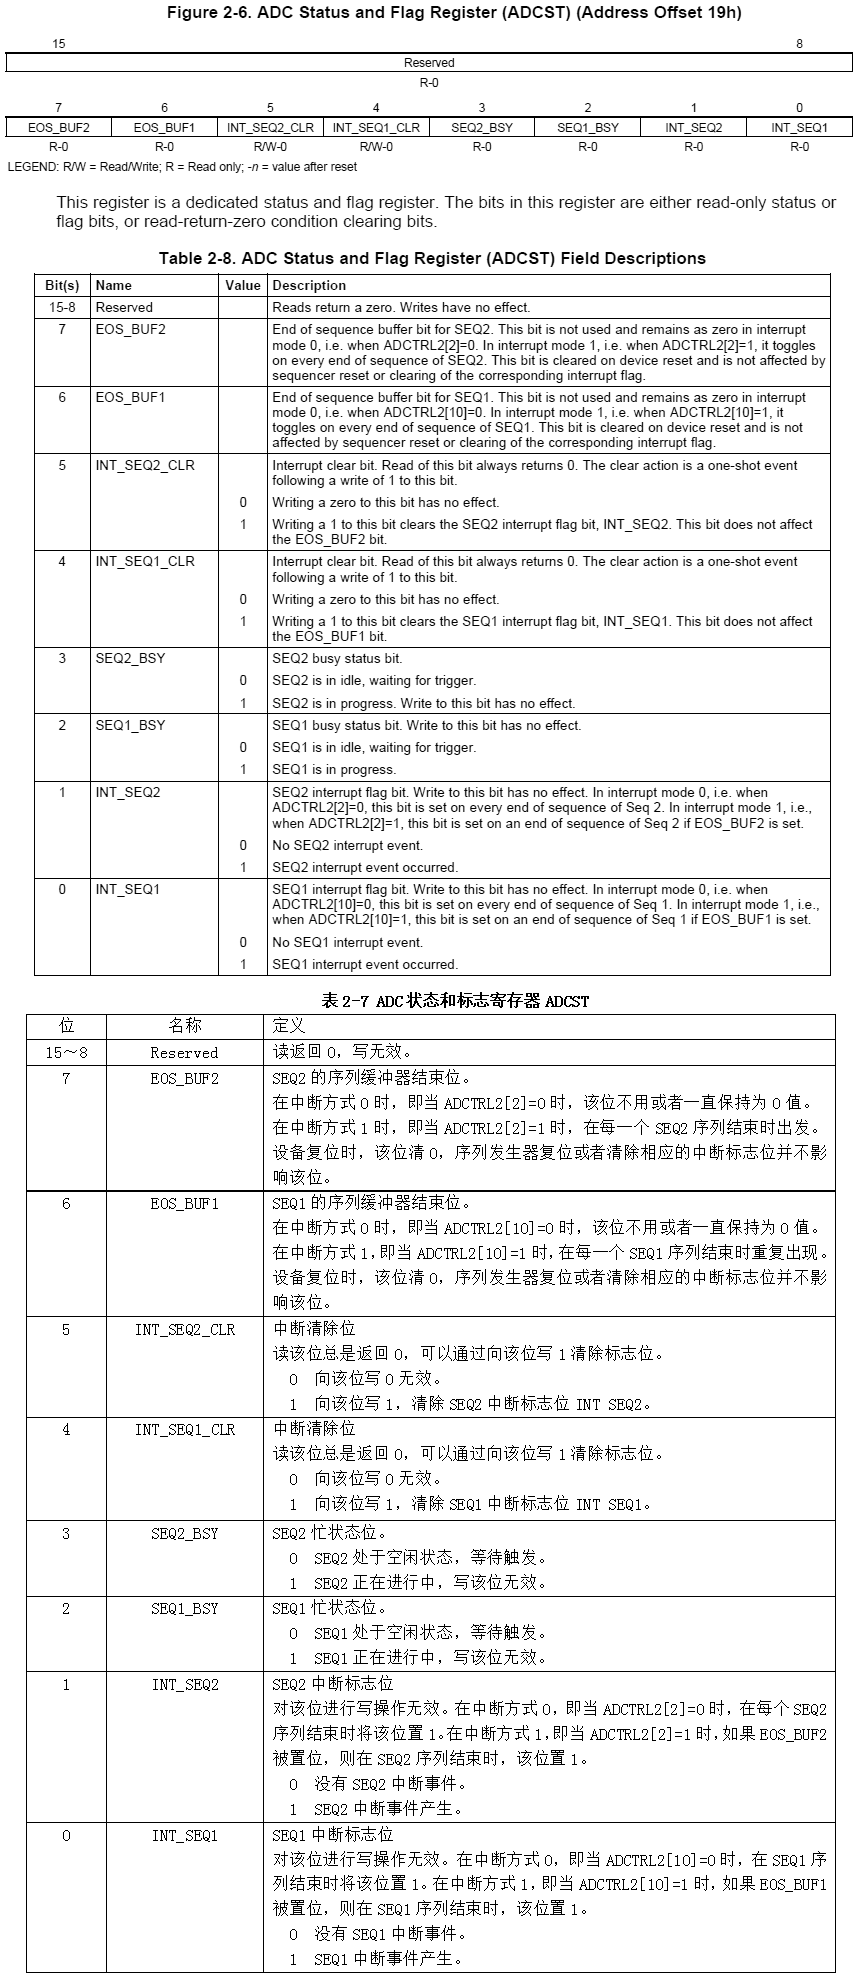 Figure 2-6. ADC Status and Flag Register (ADCST) (Address Offset 19h)
15 8
Reserved
R-0
7 6 5 4 3 2 1 0
EOS_BUF2 EOS_BUF1 INT_SEQ2_CLR INT_SEQ1_CLR SEQ2_BSY SEQ1_BSY INT_SEQ2 INT_SEQ1
R-0 R-0 R/W-0 R/W-0 R-0 R-0 R-0 R-0
LEGEND: R/W = Read/Write; R = Read only; -n = value after reset
This register is a dedicated status and flag register. The bits in this register are either read-only status or
flag bits, or read-return-zero condition clearing bits.
Table 2-8. ADC Status and Flag Register (ADCST) Field Descriptions
Bit(s) Name Value Description
15-8 Reserved Reads return a zero. Writes have no effect.
7 EOS_BUF2 End of sequence buffer bit for SEQ2. This bit is not used and remains as zero in interrupt
mode 0, i.e. when ADCTRL2[2]=0. In interrupt mode 1, i.e. when ADCTRL2[2]=1, it toggles
on every end of sequence of SEQ2. This bit is cleared on device reset and is not affected by
sequencer reset or clearing of the corresponding interrupt flag.
6 EOS_BUF1 End of sequence buffer bit for SEQ1. This bit is not used and remains as zero in interrupt
mode 0, i.e. when ADCTRL2[10]=0. In interrupt mode 1, i.e. when ADCTRL2[10]=1, it
toggles on every end of sequence of SEQ1. This bit is cleared on device reset and is not
affected by sequencer reset or clearing of the corresponding interrupt flag.
5 INT_SEQ2_CLR Interrupt clear bit. Read of this bit always returns 0. The clear action is a one-shot event
following a write of 1 to this bit.
0 Writing a zero to this bit has no effect.
1 Writing a 1 to this bit clears the SEQ2 interrupt flag bit, INT_SEQ2. This bit does not affect
the EOS_BUF2 bit.
4 INT_SEQ1_CLR Interrupt clear bit. Read of this bit always returns 0. The clear action is a one-shot event
following a write of 1 to this bit.
0 Writing a zero to this bit has no effect.
1 Writing a 1 to this bit clears the SEQ1 interrupt flag bit, INT_SEQ1. This bit does not affect
the EOS_BUF1 bit.
3 SEQ2_BSY SEQ2 busy status bit.
0 SEQ2 is in idle, waiting for trigger.
1 SEQ2 is in progress. Write to this bit has no effect.
2 SEQ1_BSY SEQ1 busy status bit. Write to this bit has no effect.
0 SEQ1 is in idle, waiting for trigger.
1 SEQ1 is in progress.
1 INT_SEQ2 SEQ2 interrupt flag bit. Write to this bit has no effect. In interrupt mode 0, i.e. when
ADCTRL2[2]=0, this bit is set on every end of sequence of Seq 2. In interrupt mode 1, i.e.,
when ADCTRL2[2]=1, this bit is set on an end of sequence of Seq 2 if EOS_BUF2 is set.
0 No SEQ2 interrupt event.
1 SEQ2 interrupt event occurred.
0 INT_SEQ1 SEQ1 interrupt flag bit. Write to this bit has no effect. In interrupt mode 0, i.e. when
ADCTRL2[10]=0, this bit is set on every end of sequence of Seq 1. In interrupt mode 1, i.e.,
when ADCTRL2[10]=1, this bit is set on an end of sequence of Seq 1 if EOS_BUF1 is set.
0 No SEQ1 interrupt event.
1 SEQ1 interrupt event occurred.
表 2-7 ADC 状态和标志寄存器 ADCST
位 名称 定义
15～8 Reserved 读返回 0，写无效。
7 EOS_BUF2 SEQ2 的序列缓冲器结束位。
在中断方式 0 时，即当 ADCTRL2[2]=0 时，该位不用或者一直保持为 0 值。
在中断方式 1 时，即当 ADCTRL2[2]=1 时，在每一个 SEQ2 序列结束时出发。
设备复位时，该位清 0，序列发生器复位或者清除相应的中断标志位并不影
响该位。
6 EOS_BUF1 SEQ1 的序列缓冲器结束位。
在中断方式 0 时，即当 ADCTRL2[10]=0 时，该位不用或者一直保持为 0 值。
在中断方式 1，即当 ADCTRL2[10]=1 时，在每一个 SEQ1 序列结束时重复出现。
设备复位时，该位清 0，序列发生器复位或者清除相应的中断标志位并不影
响该位。
5 INT_SEQ2_CLR 中断清除位
读该位总是返回 0，可以通过向该位写 1 清除标志位。
0 向该位写 0 无效。
1 向该位写 1，清除 SEQ2 中断标志位 INT SEQ2。
4 INT_SEQ1_CLR 中断清除位
读该位总是返回 0，可以通过向该位写 1 清除标志位。
0 向该位写 0 无效。
1 向该位写 1，清除 SEQ1 中断标志位 INT SEQ1。
3 SEQ2_BSY SEQ2 忙状态位。
0 SEQ2 处于空闲状态，等待触发。
1 SEQ2 正在进行中，写该位无效。
2 SEQ1_BSY SEQ1 忙状态位。
0 SEQ1 处于空闲状态，等待触发。
1 SEQ1 正在进行中，写该位无效。
1 INT_SEQ2 SEQ2 中断标志位
对该位进行写操作无效。在中断方式 0，即当 ADCTRL2[2]=0 时，在每个 SEQ2
序列结束时将该位置 1。在中断方式 1，即当 ADCTRL2[2]=1 时，如果 EOS_BUF2
被置位，则在 SEQ2 序列结束时，该位置 1。
0 没有 SEQ2 中断事件。
1 SEQ2 中断事件产生。
0 INT_SEQ1 SEQ1 中断标志位
对该位进行写操作无效。在中断方式 0，即当 ADCTRL2[10]=0 时，在 SEQ1 序
列结束时将该位置 1。在中断方式 1，即当 ADCTRL2[10]=1 时，如果 EOS_BUF1
被置位，则在 SEQ1 序列结束时，该位置 1。
0 没有 SEQ1 中断事件。
1 SEQ1 中断事件产生。